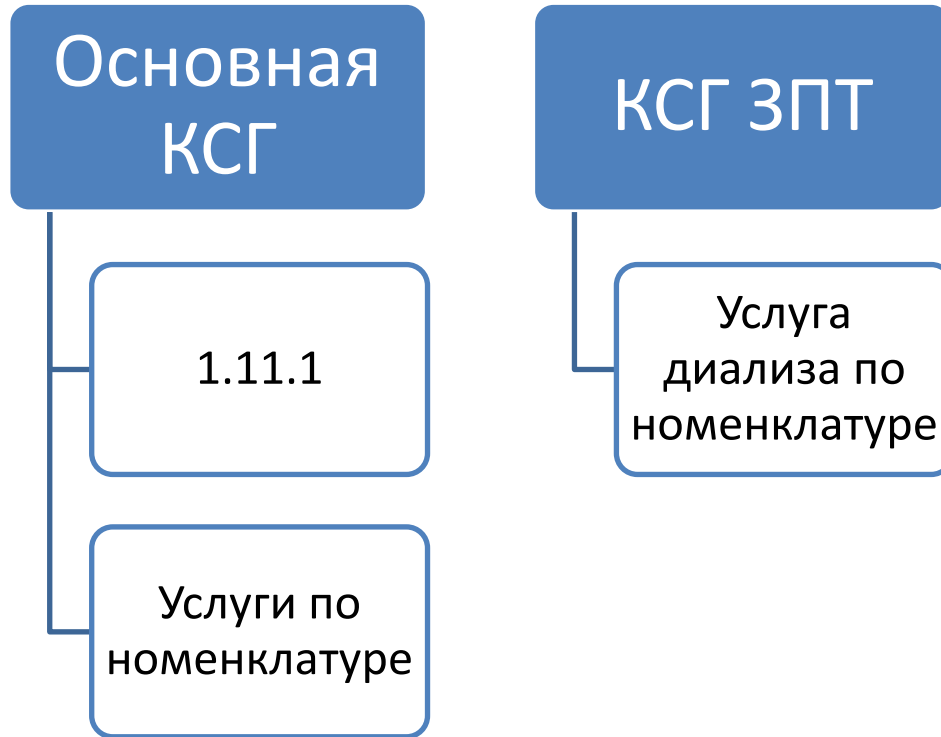 Основная
КСГ
1.11.1
Услуги по
номенклатуре
КСГ ЗПТ
Услуга
диализа по
номенклатуре